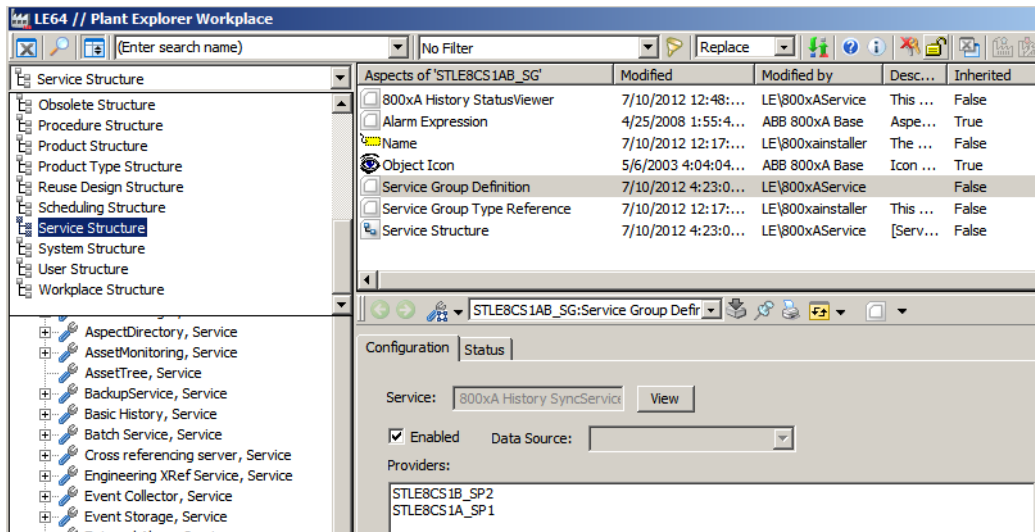 LE64 // Plant Explorer Workplace
(Enter search name) No Filter Replace
Service Structure
Obsolete Structure
Procedure Structure
Product Structure
Product Type Structure
Reuse Design Structure
Scheduling Structure
Service Structure
System Structure
User Structure
Workplace Structure
AspectDirectory, Service
AssetMonitoring, Service
AssetTree, Service
BackupService, Service
Basic History, Service
Batch Service, Service
Cross referencing server, Service
Engineering XRef Service, Service
Event Collector, Service
Event Storage, Service
Aspects of 'STLE8CS1AB_SG' Modified Modified by Desc... Inherited
800xA History StatusViewer 7/10/2012 12:48:... LE\800xAService This ... False
Alarm Expression 4/25/2008 1:55:4... ABB 800xA Base Aspe... True
Name 7/10/2012 12:17:... LE\800xainstaller The ... False
Object Icon 5/6/2003 4:04:04... ABB 800xA Base Icon ... True
Service Group Definition 7/10/2012 4:23:0... LE\800xAService False
Service Group Type Reference 7/10/2012 12:17:... LE\800xainstaller This ... False
Service Structure 7/10/2012 4:23:0... LE\800xAService [Serv... False
STLE8CS1AB_SG:Service Group Defir
Configuration Status
Service: 800xA History SyncService View
Enabled Data Source:
Providers:
STLE8CS1B_SP2
STLE8CS1A_SP1